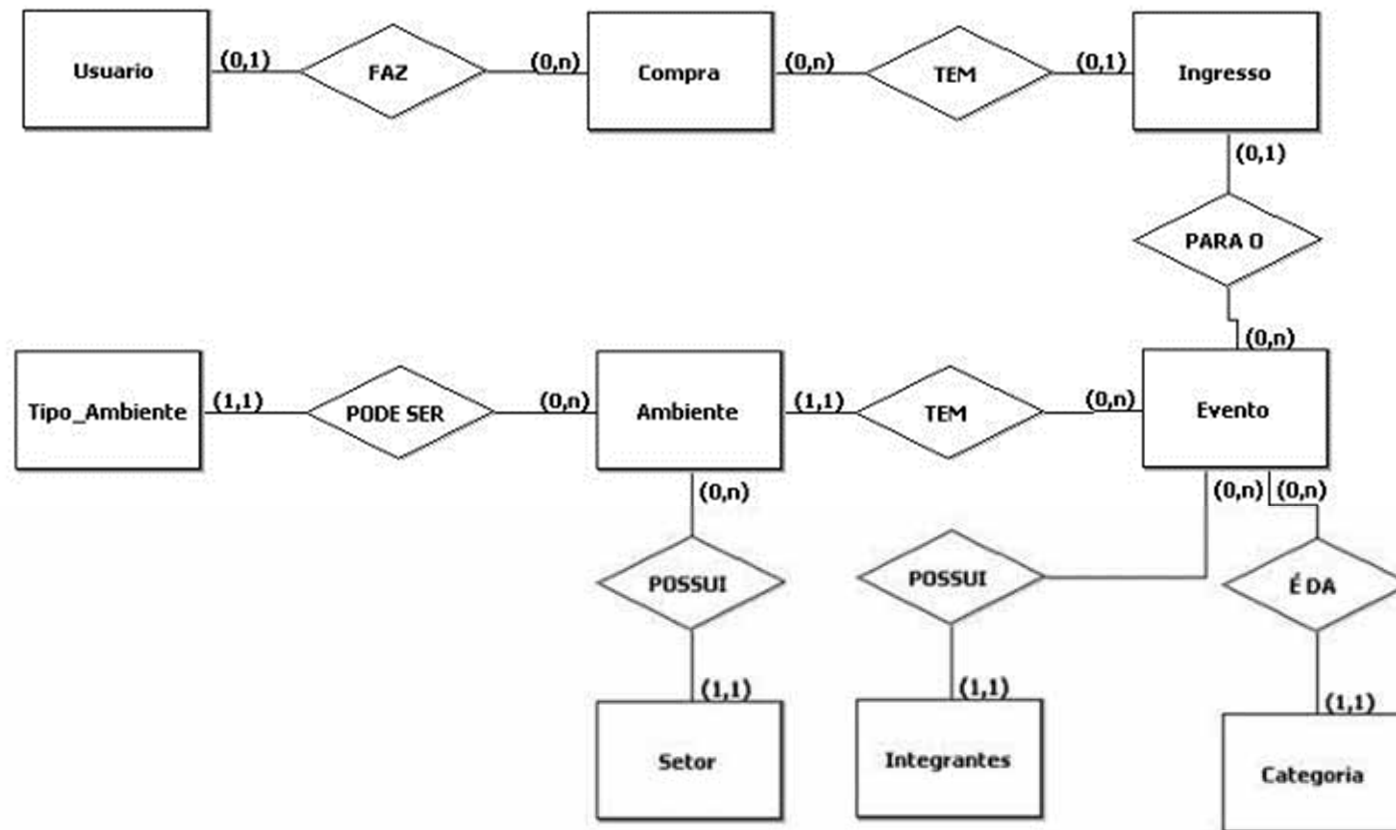 Usuario
(0,1)
FAZ
(0,n)
Compra
(0,n)
TEM
(0,1)
Ingresso
(0,1)
PARA O
(0,n)
Tipo_Ambiente
(1,1)
PODE SER
(0,n)
Ambiente
(1,1)
TEM
(0,n)
Evento
(0,n)
(0,n)
(0,n)
POSSUI
POSSUI
É DA
(1,1)
(1,1)
(1,1)
Setor
Integrantes
Categoria